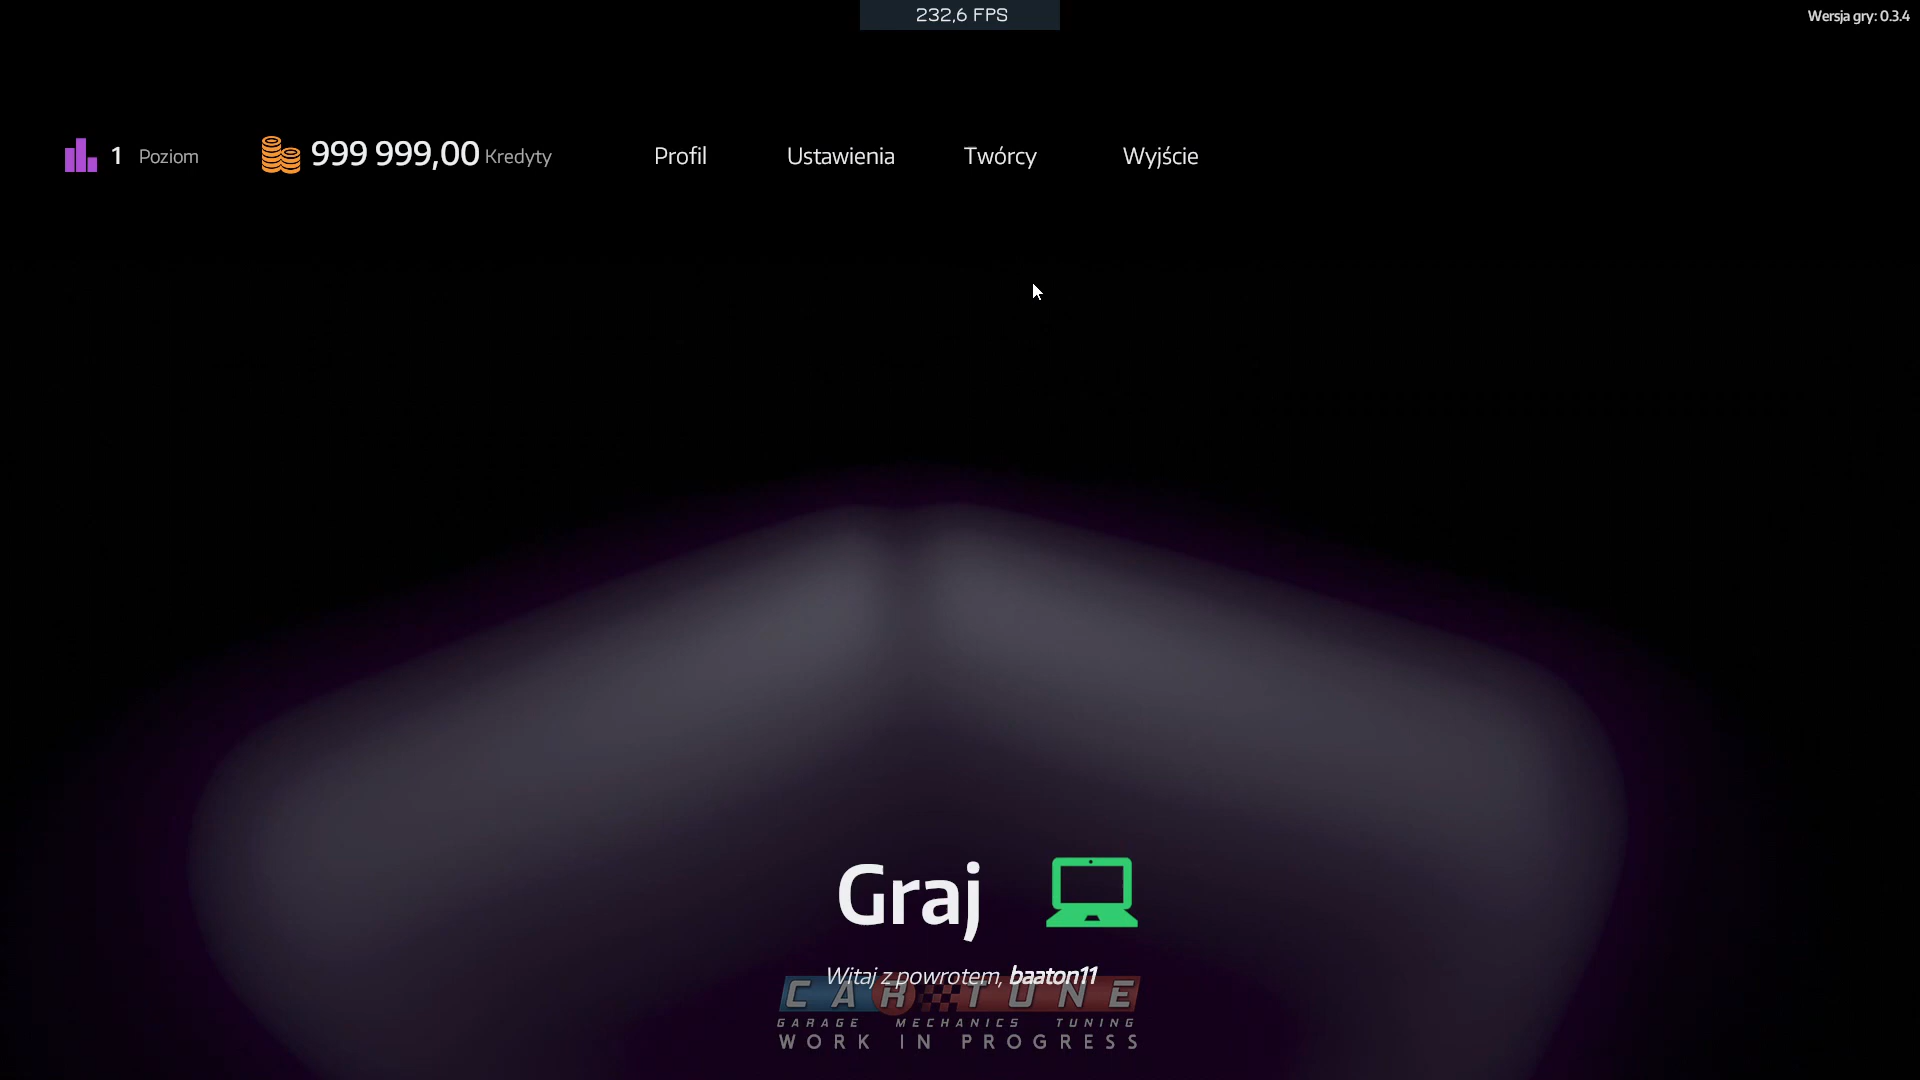 232,6 FPS
Wersja gry: 0.3.4
1 Poziom
999 999,00 Kredyty
Profil
Ustawienia
Twórcy
Wyjście
Graj
Witaj z powrotem, baaton11
CAR TUNE
GARAGE MECHANICS TUNING
WORK IN PROGRESS